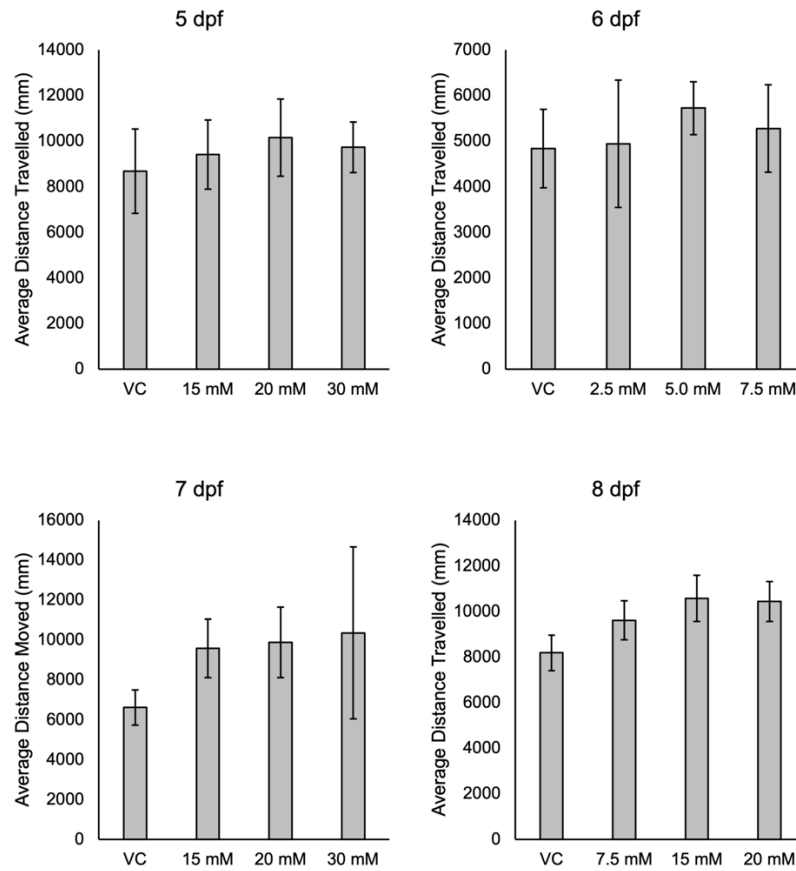 5 dpf
Average Distance Travelled (mm)
14000
12000
10000
8000
6000
4000
2000
0
VC 15 mM 20 mM 30 mM
6 dpf
Average Distance Travelled (mm)
7000
6000
5000
4000
3000
2000
1000
0
VC 2.5 mM 5.0 mM 7.5 mM
7 dpf
Average Distance Moved (mm)
16000
14000
12000
10000
8000
6000
4000
2000
0
VC 15 mM 20 mM 30 mM
8 dpf
Average Distance Travelled (mm)
14000
12000
10000
8000
6000
4000
2000
0
VC 7.5 mM 15 mM 20 mM